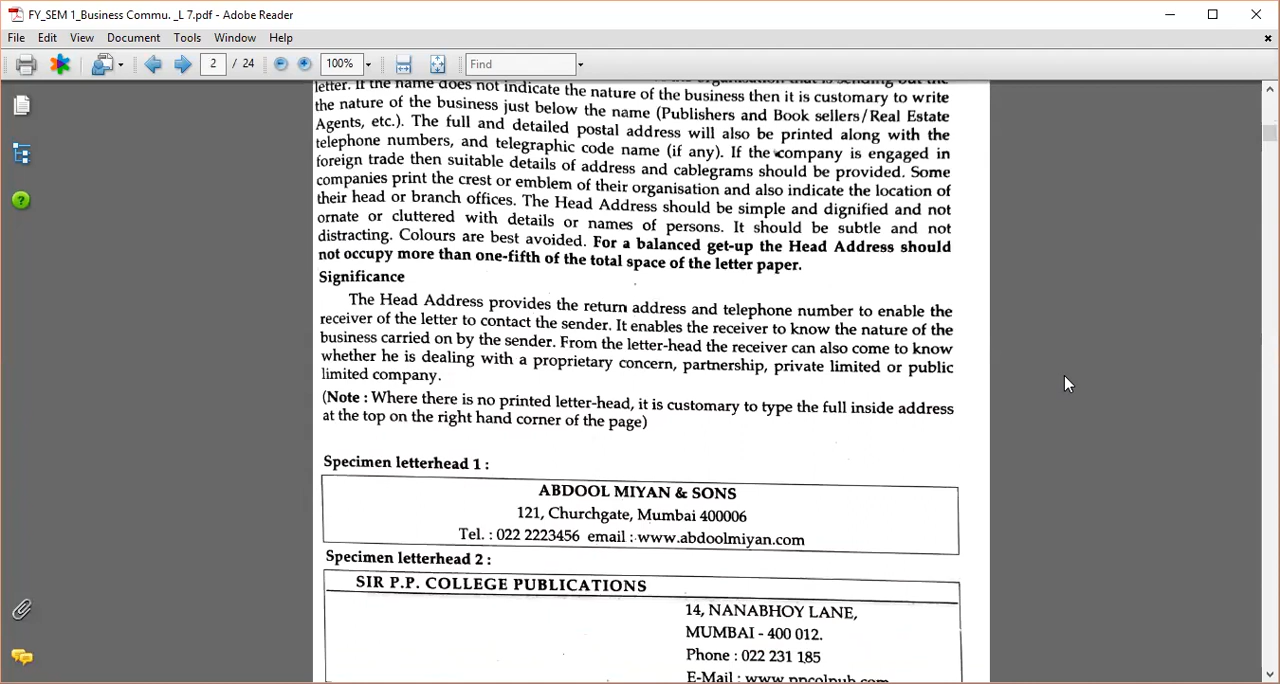 FY_SEM 1_Business Commu. _L 7.pdf - Adobe Reader
File Edit View Document Tools Window Help
2 / 24 100% Find
letter. If the name does not indicate the nature of the business then it is customary to write
the nature of the business just below the name (Publishers and Book sellers/Real Estate
Agents, etc.). The full and detailed postal address will also be printed along with the
telephone numbers, and telegraphic code name (if any). If the company is engaged in
foreign trade then suitable details of address and cablegrams should be provided. Some
companies print the crest or emblem of their organisation and also indicate the location of
their head or branch offices. The Head Address should be simple and dignified and not
ornate or cluttered with details or names of persons. It should be subtle and not
distracting. Colours are best avoided. For a balanced get-up the Head Address should
not occupy more than one-fifth of the total space of the letter paper.
Significance
The Head Address provides the return address and telephone number to enable the
receiver of the letter to contact the sender. It enables the receiver to know the nature of the
business carried on by the sender. From the letter-head the receiver can also come to know
whether he is dealing with a proprietary concern, partnership, private limited or public
limited company.
(Note : Where there is no printed letter-head, it is customary to type the full inside address
at the top on the right hand corner of the page)
Specimen letterhead 1 :
ABDOOL MIYAN & SONS
121, Churchgate, Mumbai 400006
Tel. : 022 2223456 email : www.abdoolmiyan.com
Specimen letterhead 2 :
SIR P.P. COLLEGE PUBLICATIONS
14, NANABHOY LANE,
MUMBAI - 400 012.
Phone : 022 231 185
E-Mail : www.ppcolpub.com